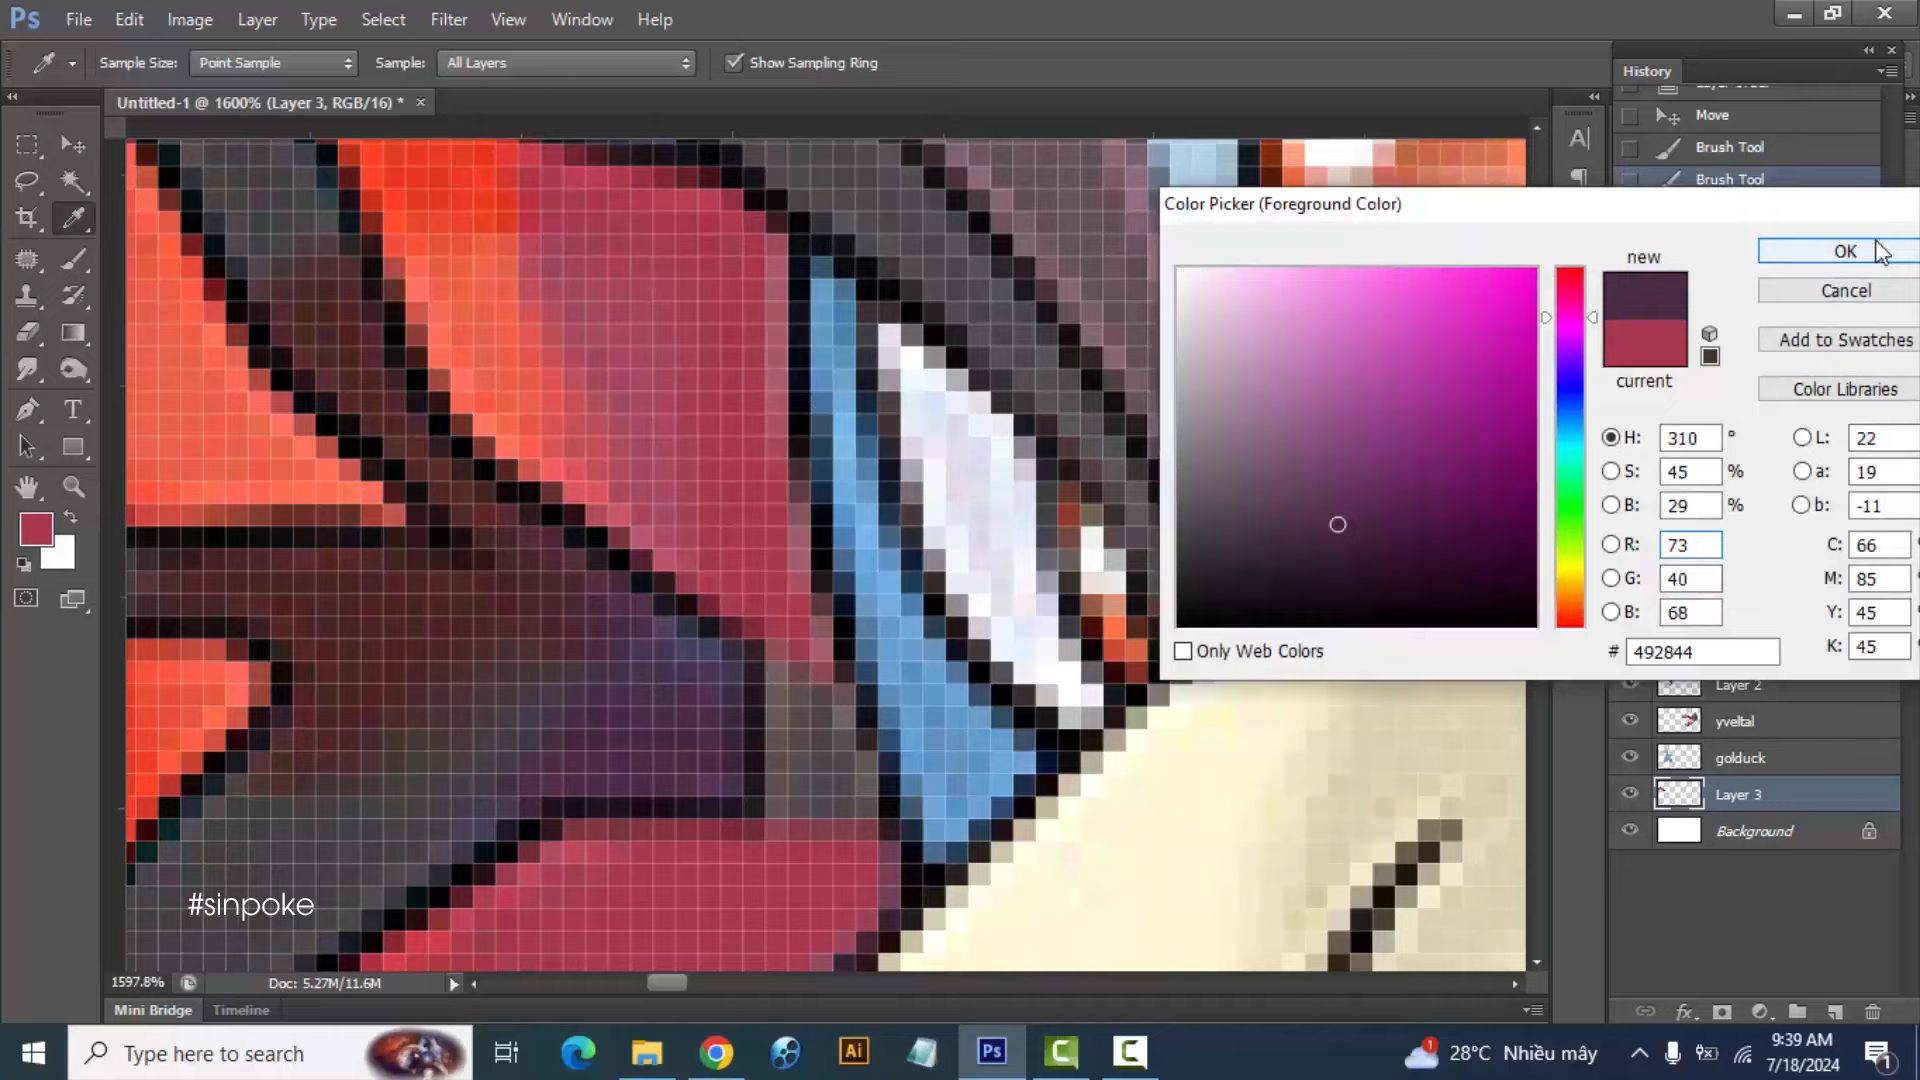 Ps File Edit Image Layer Type Select Filter View Window Help
Sample Size: Point Sample Sample: All Layers Show Sampling Ring
History
Untitled-1 @ 1600% (Layer 3, RGB/16) *
Move
Brush Tool
Brush Tool
Color Picker (Foreground Color)
new
OK
Cancel
Add to Swatches
current
Color Libraries
H: 310 ° L: 22
S: 45 % a: 19
B: 29 % b: -11
R: 73 C: 66
G: 40 M: 85
B: 68 Y: 45
Only Web Colors # 492844 K: 45
Layer 2
yveltal
golduck
Layer 3
Background
#sinpoke
1597.8% Doc: 5.27M/11.6M
Mini Bridge Timeline
Type here to search Ai Ps 28°C Nhiều mây 9:39 AM
7/18/2024